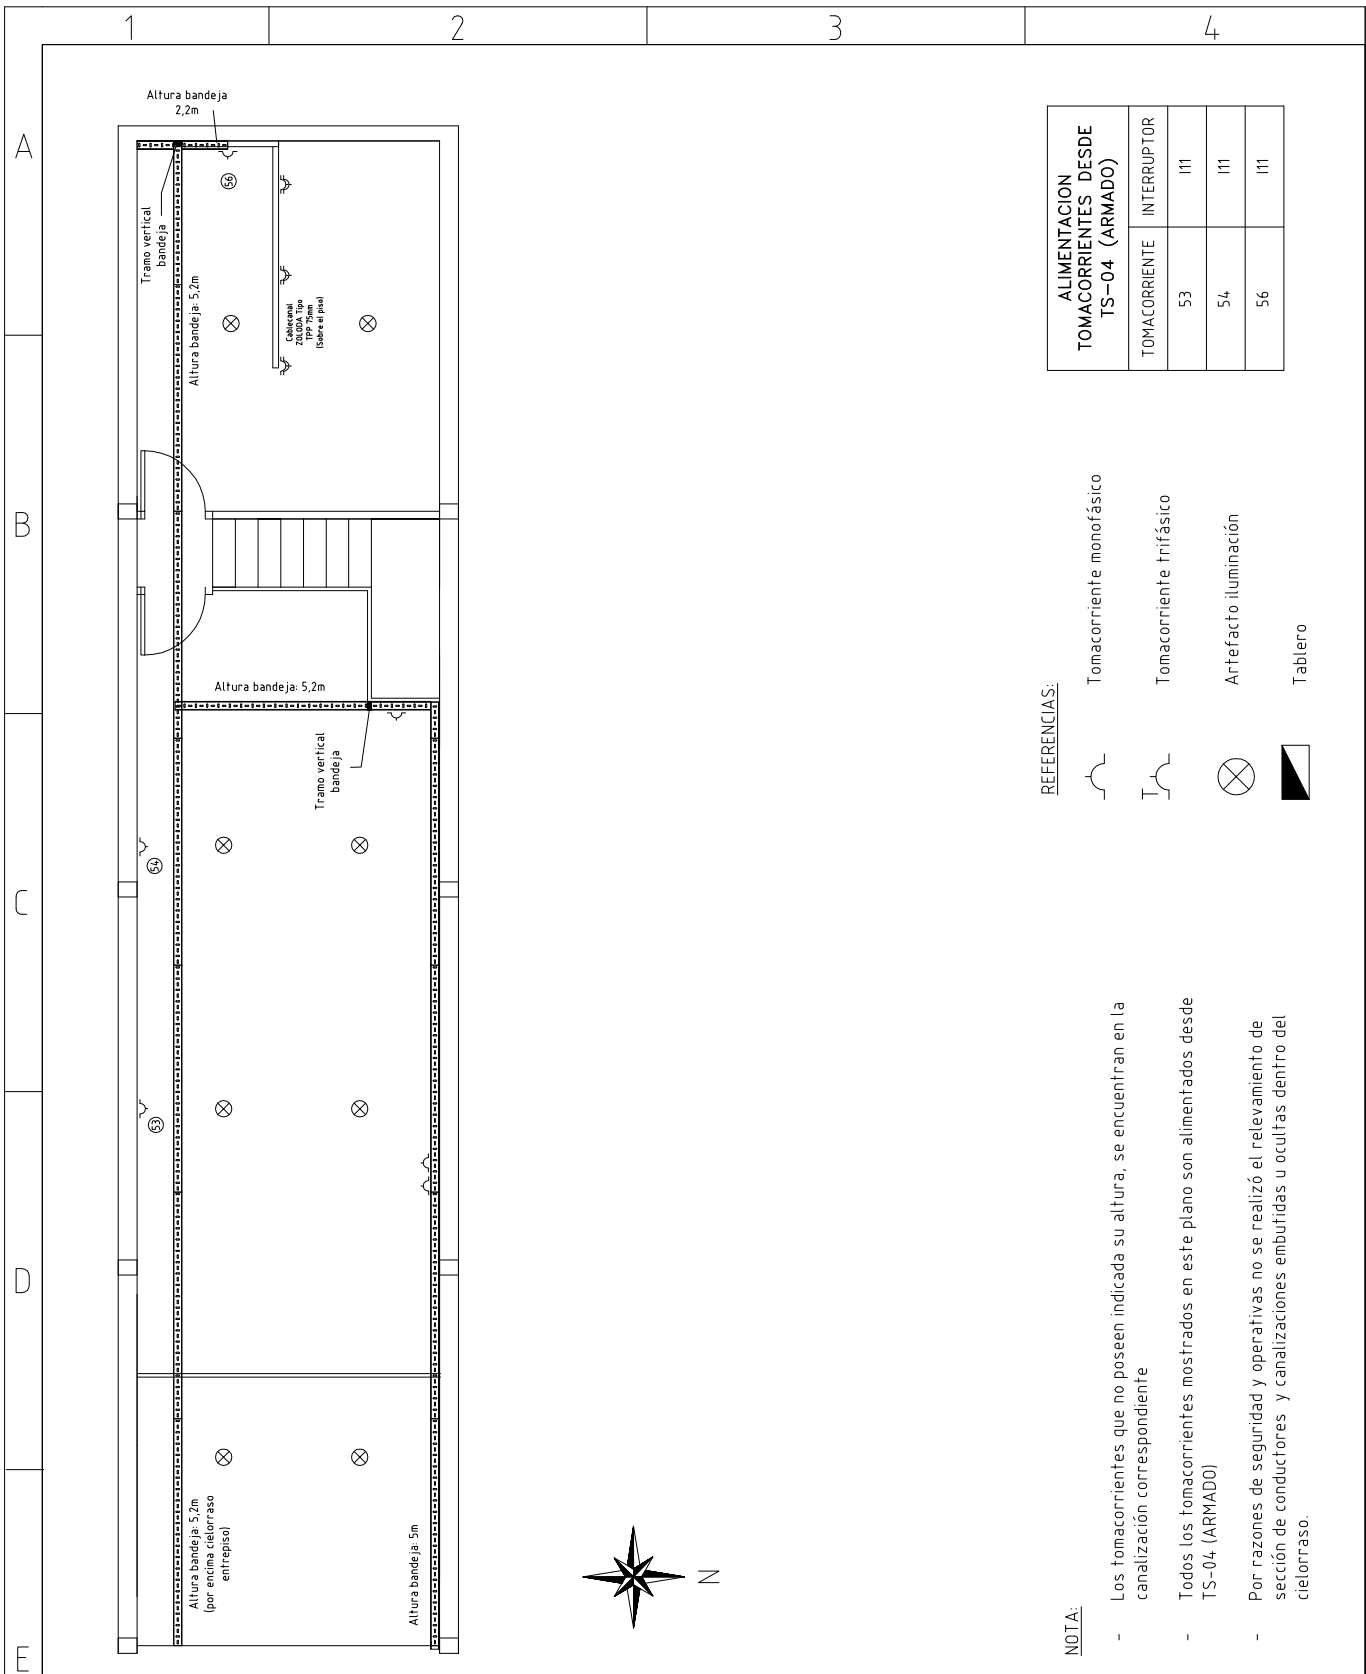 1
2
3
4
A
B
C
D
E
Altura bandeja
2,2m
Tramo vertical
bandeja
Altura bandeja: 5,2m
56
Cablecanal
ZOLODA Tipo
TPP 75mm
(Sobre el piso)
Altura bandeja: 5,2m
Tramo vertical
bandeja
54
53
Altura bandeja: 5,2m
(por encima cielorraso
entrepiso)
Altura bandeja: 5m
N
ALIMENTACION
TOMACORRIENTES DESDE
TS-04 (ARMADO)
TOMACORRIENTE INTERRUPTOR
53 I11
54 I11
56 I11
REFERENCIAS:
Tomacorriente monofásico
T Tomacorriente trifásico
Artefacto iluminación
Tablero
NOTA:
- Los tomacorrientes que no poseen indicada su altura, se encuentran en la
canalización correspondiente
- Todos los tomacorrientes mostrados en este plano son alimentados desde
TS-04 (ARMADO)
- Por razones de seguridad y operativas no se realizó el relevamiento de
sección de conductores y canalizaciones embutidas u ocultas dentro del
cielorraso.